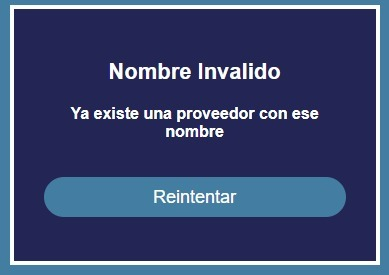 Nombre Invalido
Ya existe una proveedor con ese
nombre
Reintentar